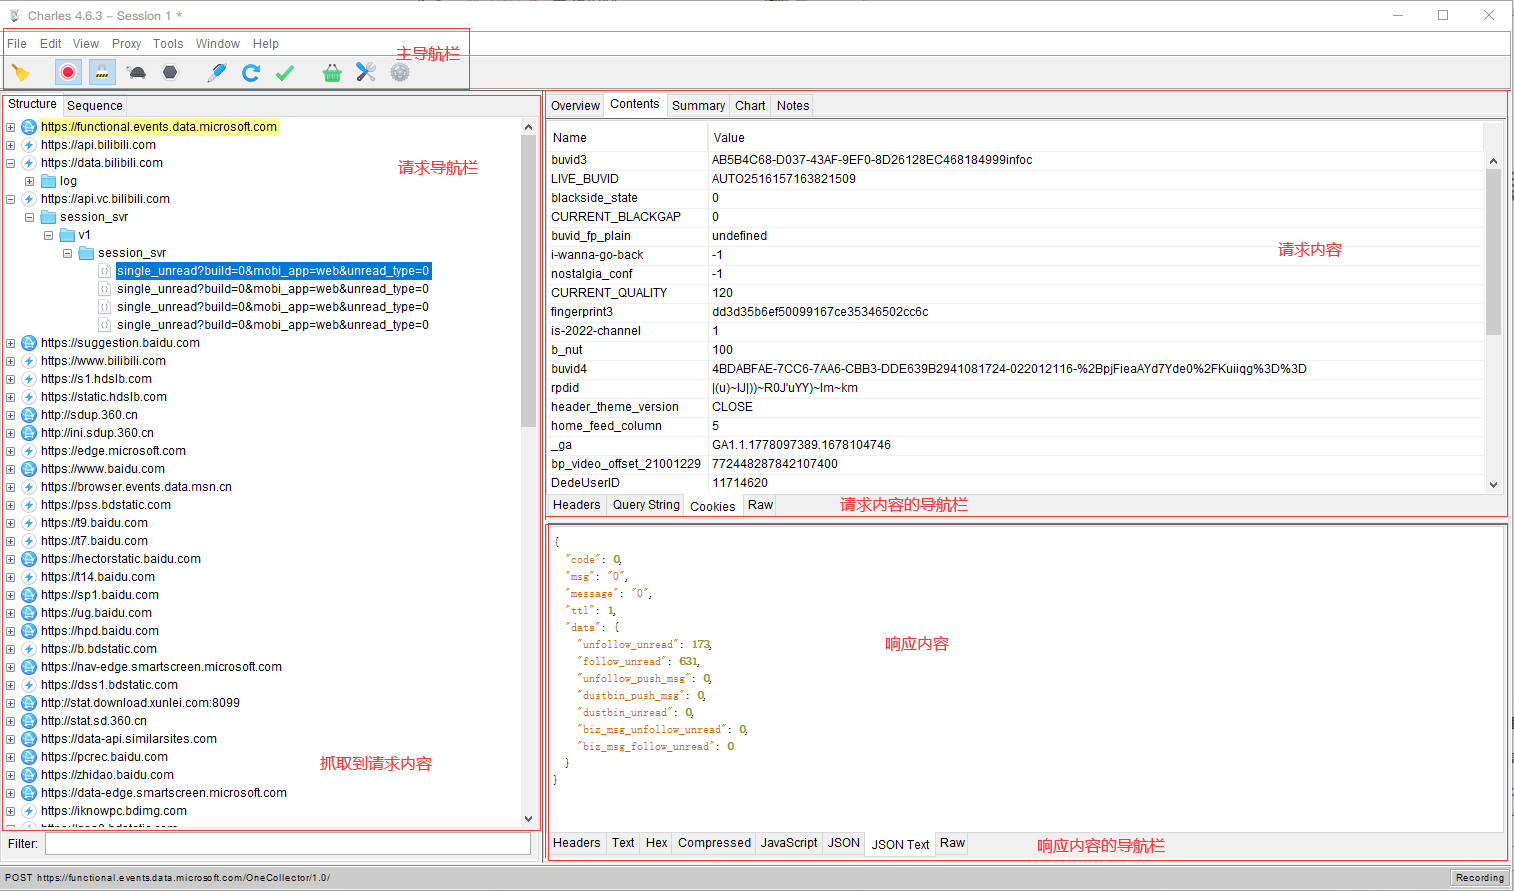 Charles 4.6.3 - Session 1 *
File Edit View Proxy Tools Window Help
主导航栏
Structure Sequence
https://functional.events.data.microsoft.com
https://api.bilibili.com
https://data.bilibili.com
请求导航栏
log
https://api.vc.bilibili.com
session_svr
v1
session_svr
single_unread?build=0&mobi_app=web&unread_type=0
single_unread?build=0&mobi_app=web&unread_type=0
single_unread?build=0&mobi_app=web&unread_type=0
single_unread?build=0&mobi_app=web&unread_type=0
https://suggestion.baidu.com
https://www.bilibili.com
https://s1.hdslb.com
https://static.hdslb.com
http://sdup.360.cn
http://ini.sdup.360.cn
https://edge.microsoft.com
https://www.baidu.com
https://browser.events.data.msn.cn
https://pss.bdstatic.com
https://t9.baidu.com
https://t7.baidu.com
https://hectorstatic.baidu.com
https://t14.baidu.com
https://sp1.baidu.com
https://ug.baidu.com
https://hpd.baidu.com
https://b.bdstatic.com
https://nav-edge.smartscreen.microsoft.com
https://dss1.bdstatic.com
http://stat.download.xunlei.com:8099
http://stat.sd.360.cn
https://data-api.similarsites.com
https://pcrec.baidu.com
抓取到请求内容
https://zhidao.baidu.com
https://data-edge.smartscreen.microsoft.com
https://iknowpc.bdimg.com
Filter:
Overview Contents Summary Chart Notes
Name Value
buvid3 AB5B4C68-D037-43AF-9EF0-8D26128EC468184999infoc
LIVE_BUVID AUTO2516157163821509
blackside_state 0
CURRENT_BLACKGAP 0
buvid_fp_plain undefined
请求内容
i-wanna-go-back -1
nostalgia_conf -1
CURRENT_QUALITY 120
fingerprint3 dd3d35b6ef50099167ce35346502cc6c
is-2022-channel 1
b_nut 100
buvid4 4BDABFAE-7CC6-7AA6-CBB3-DDE639B2941081724-022012116-%2BpjFieaAYd7Yde0%2FKuiiqg%3D%3D
rpdid |(u)~lJ|))~R0J'uYY)~lm~km
header_theme_version CLOSE
home_feed_column 5
_ga GA1.1.1778097389.1678104746
bp_video_offset_21001229 772448287842107400
DedeUserID 11714620
Headers Query String Cookies Raw
请求内容的导航栏
{
"code": 0,
"msg": "0",
"message": "0",
"ttl": 1,
"data": {
"unfollow_unread": 173,
响应内容
"follow_unread": 631,
"unfollow_push_msg": 0,
"dustbin_push_msg": 0,
"dustbin_unread": 0,
"biz_msg_unfollow_unread": 0,
"biz_msg_follow_unread": 0
}
}
Headers Text Hex Compressed JavaScript JSON JSON Text Raw
响应内容的导航栏
POST https://functional.events.data.microsoft.com/OneCollector/1.0/
Recording